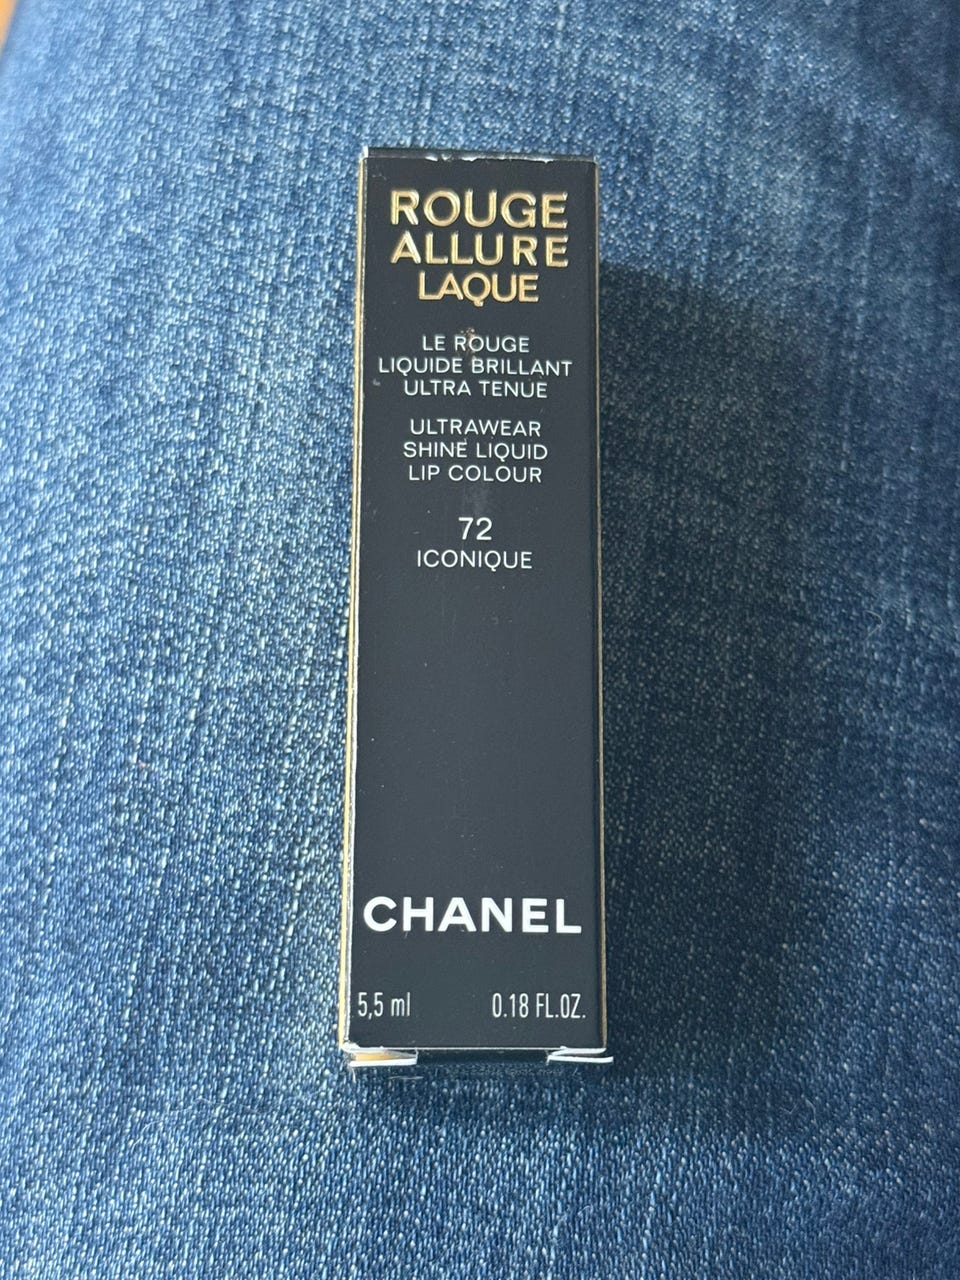 ROUGE
ALLURE
LAQUE
LE ROUGE
LIQUIDE BRILLANT
ULTRA TENUE
ULTRAWEAR
SHINE LIQUID
LIP COLOUR
72
ICONIQUE
CHANEL
5,5 ml 0.18 FL.OZ.